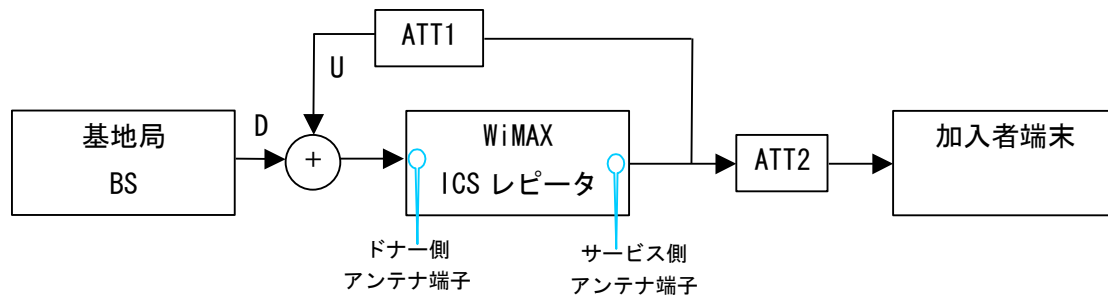 ATT1
U
D
基地局
BS
+
WiMAX
ICS レピータ
ATT2
加入者端末
ドナー側
アンテナ端子
サービス側
アンテナ端子